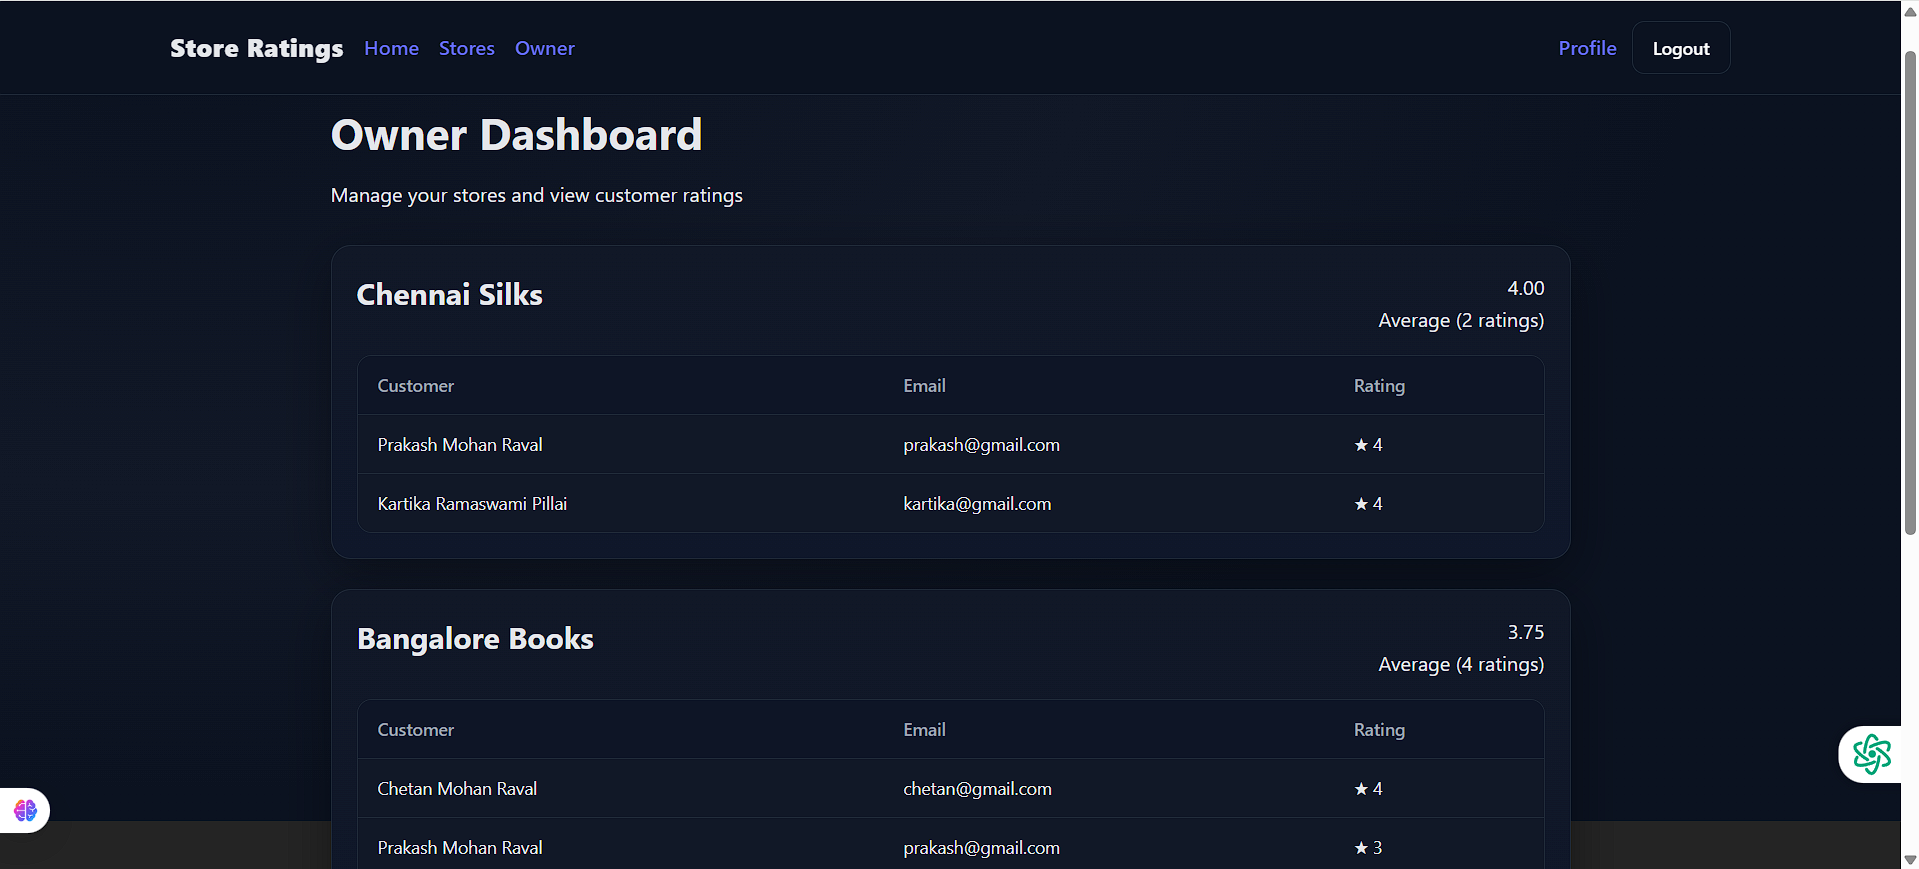 Store Ratings Home Stores Owner Profile Logout
Owner Dashboard
Manage your stores and view customer ratings
Chennai Silks
4.00
Average (2 ratings)
Customer Email Rating
Prakash Mohan Raval prakash@gmail.com ★ 4
Kartika Ramaswami Pillai kartika@gmail.com ★ 4
Bangalore Books
3.75
Average (4 ratings)
Customer Email Rating
Chetan Mohan Raval chetan@gmail.com ★ 4
Prakash Mohan Raval prakash@gmail.com ★ 3